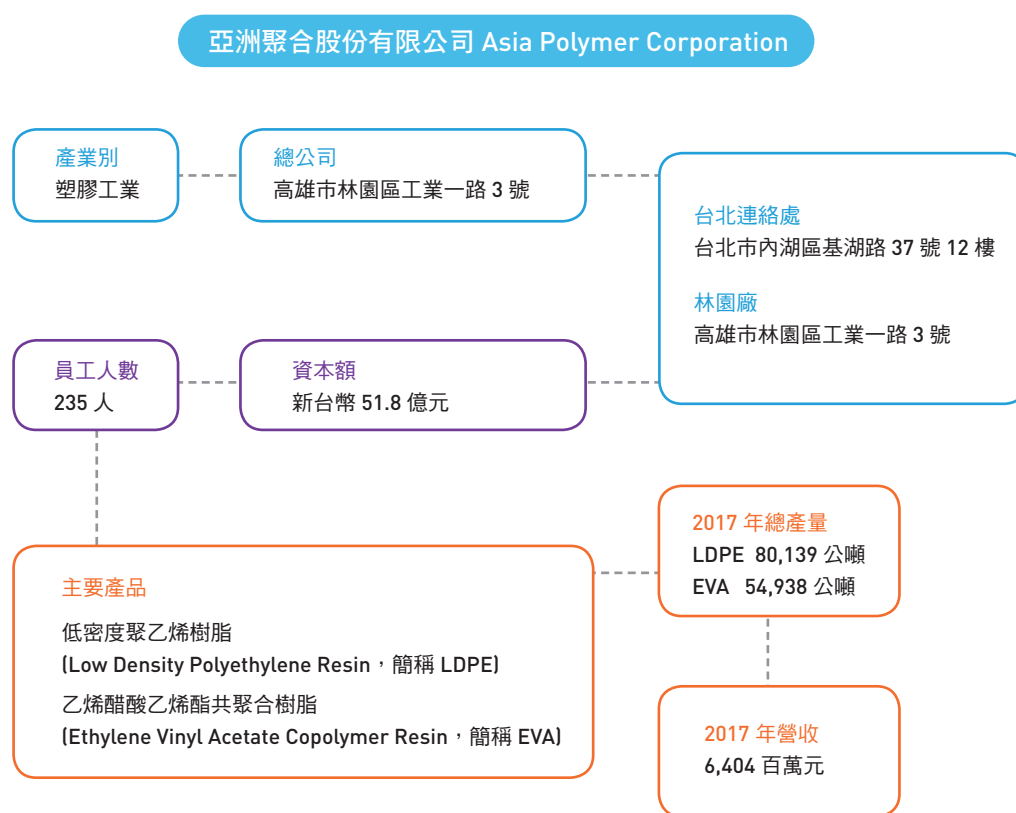 亞洲聚合股份有限公司 Asia Polymer Corporation
產業別
塑膠工業
總公司
高雄市林園區工業一路 3 號
台北連絡處
台北市內湖區基湖路 37 號 12 樓
林園廠
高雄市林園區工業一路 3 號
員工人數
235 人
資本額
新台幣 51.8 億元
主要產品
低密度聚乙烯樹脂
(Low Density Polyethylene Resin,簡稱 LDPE)
乙烯醋酸乙烯酯共聚合樹脂
(Ethylene Vinyl Acetate Copolymer Resin,簡稱 EVA)
2017 年總產量
LDPE 80,139 公噸
EVA 54,938 公噸
2017 年營收
6,404 百萬元